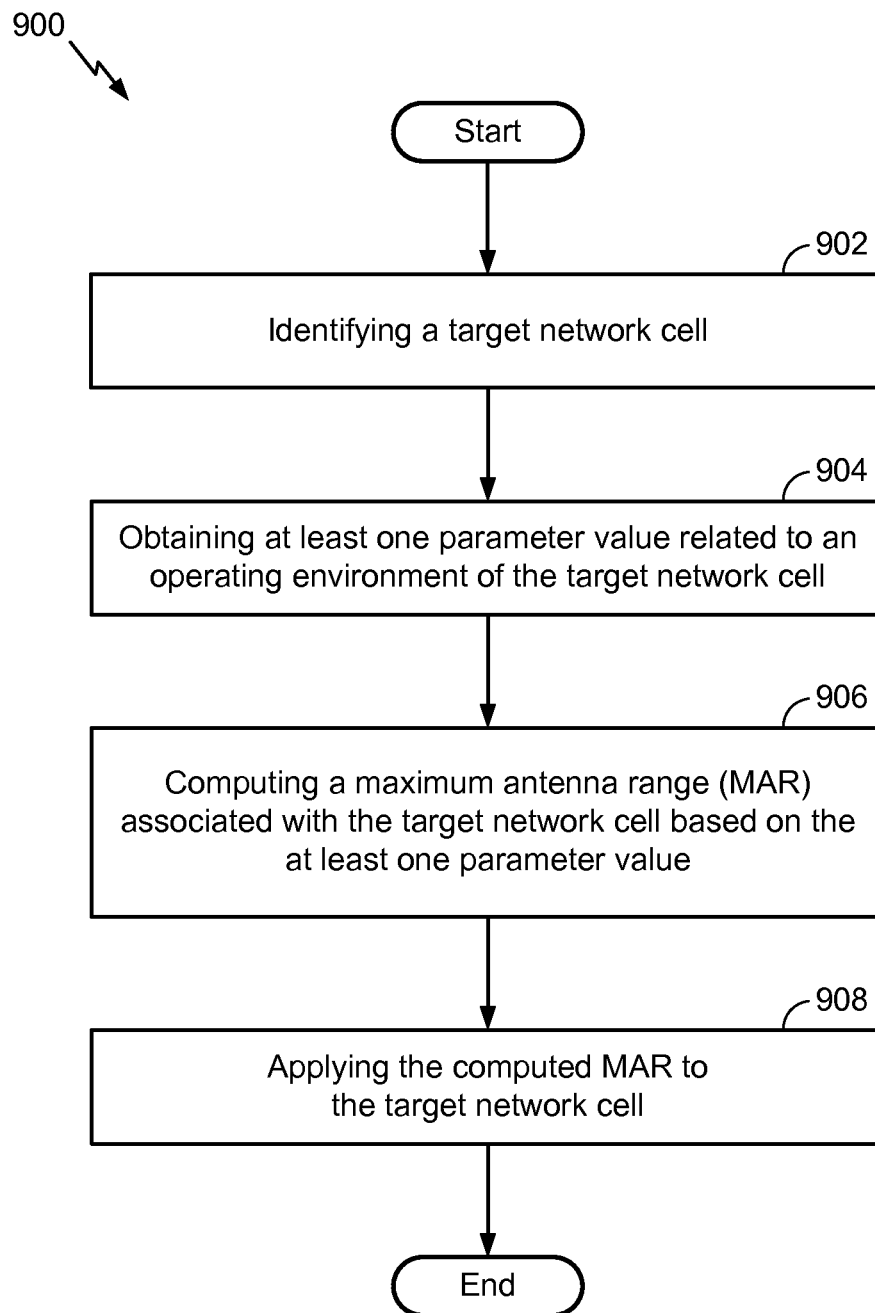 900
Start
902
Identifying a target network cell
904
Obtaining at least one parameter value related to an
operating environment of the target network cell
906
Computing a maximum antenna range (MAR)
associated with the target network cell based on the
at least one parameter value
908
Applying the computed MAR to
the target network cell
End